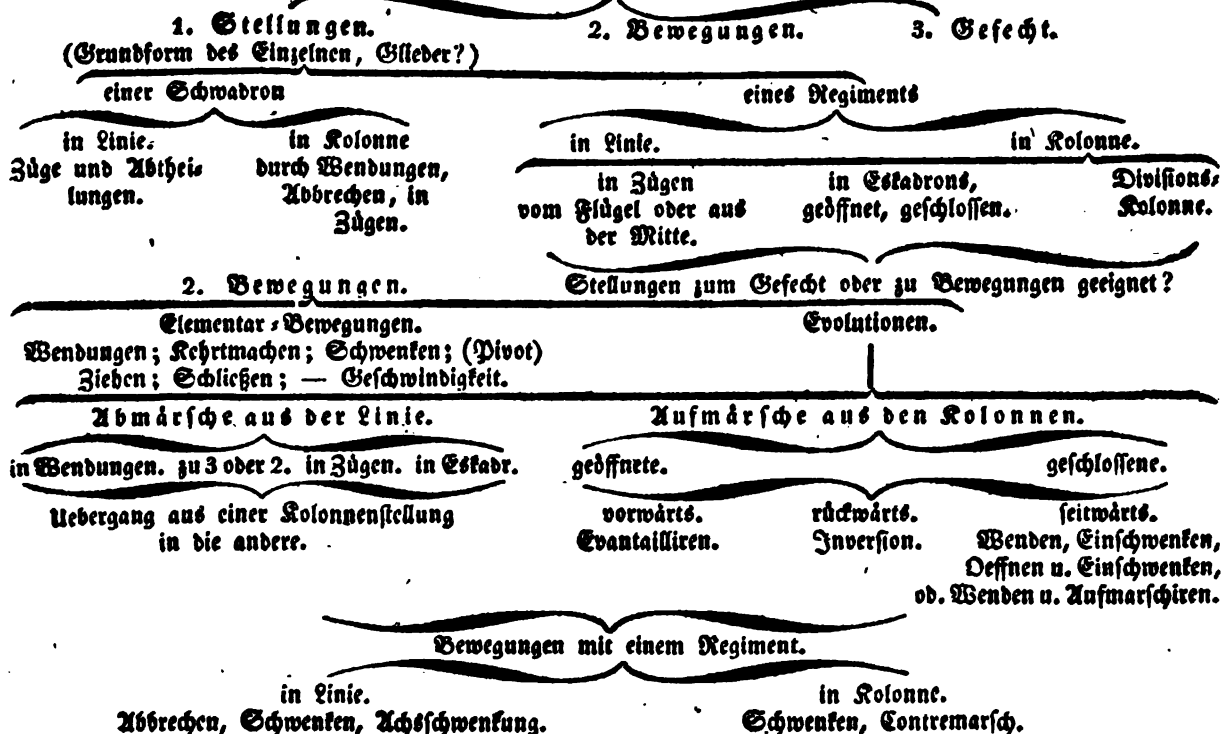 1. Stellungen. 2. Bewegungen. 3. Gefecht.
(Grundform des Einzelnen, Glieder?)
einer Schwadron
eines Regiments
in Linie.
Züge und Abthei-
lungen.
in Kolonne
durch Wendungen,
Abbrechen, in
Zügen.
in Linie.
in Kolonne.
in Zügen
vom Flügel oder aus
der Mitte.
in Eskadrons,
geöffnet, geschlossen.
Divisions-
Kolonne.
Stellungen zum Gefecht oder zu Bewegungen geeignet?
2. Bewegungen.
Elementar-Bewegungen.
Wendungen; Kehrtmachen; Schwenken; (Pivot)
Ziehen; Schließen; — Geschwindigkeit.
Evolutionen.
Abmärsche aus der Linie.
in Wendungen. zu 3 oder 2. in Zügen. in Eskadr.
Uebergang aus einer Kolonnenstellung
in die andere.
Aufmärsche aus den Kolonnen.
geöffnete.
geschlossene.
vorwärts.
Evantailliren.
rückwärts.
Inversion.
seitwärts.
Wenden, Einschwenken,
Oeffnen u. Einschwenken,
od. Wenden u. Aufmarschiren.
Bewegungen mit einem Regiment.
in Linie.
Abbrechen, Schwenken, Achsschwenkung.
in Kolonne.
Schwenken, Contremarsch.